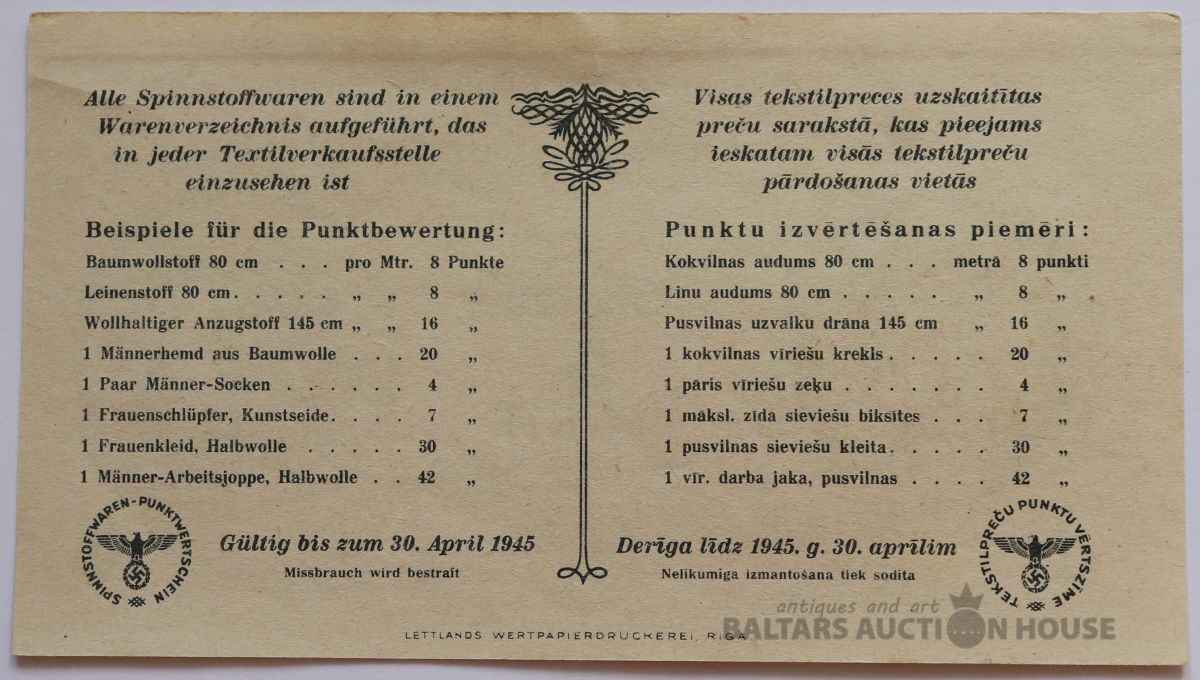 Alle Spinnstoffwaren sind in einem
Warenverzeichnis aufgeführt, das
in jeder Textilverkaufsstelle
einzusehen ist
Beispiele für die Punktbewertung:
Baumwollstoff 80 cm . . . pro Mtr. 8 Punkte
Leinenstoff 80 cm. . . . . „ „ 8 „
Wollhaltiger Anzugstoff 145 cm „ „ 16 „
1 Männerhemd aus Baumwolle . . . 20 „
1 Paar Männer-Socken . . . . . . 4 „
1 Frauenschlüpfer, Kunstseide. . . . 7 „
1 Frauenkleid, Halbwolle . . . . . 30 „
1 Männer-Arbeitsjoppe, Halbwolle . . 42 „
SPINNSTOFFWAREN-PUNKTWERTSCHEIN
Gültig bis zum 30. April 1945
Missbrauch wird bestraft
Visas tekstilpreces uzskaitītas
preču sarakstā, kas pieejams
ieskatam visās tekstilpreču
pārdošanas vietās
Punktu izvērtēšanas piemēri:
Kokvilnas audums 80 cm . . . metrā 8 punkti
Linu audums 80 cm . . . . . „ 8 „
Pusvilnas uzvalku drāna 145 cm „ 16 „
1 kokvilnas vīriešu krekls. . . . . 20 „
1 pāris vīriešu zeķu . . . . . . . 4 „
1 māksl. zīda sieviešu biksītes . . . 7 „
1 pusvilnas sieviešu kleita. . . . . 30 „
1 vīr. darba jaka, pusvilnas . . . . 42 „
Derīga līdz 1945. g. 30. aprīlim
Nelikumīga izmantošana tiek sodīta
TEKSTILPREČU PUNKTU VĒRTSZĪME
LETTLANDS WERTPAPIERDRUCKEREI, RIGA
antiques and art
BALTARS AUCTION HOUSE